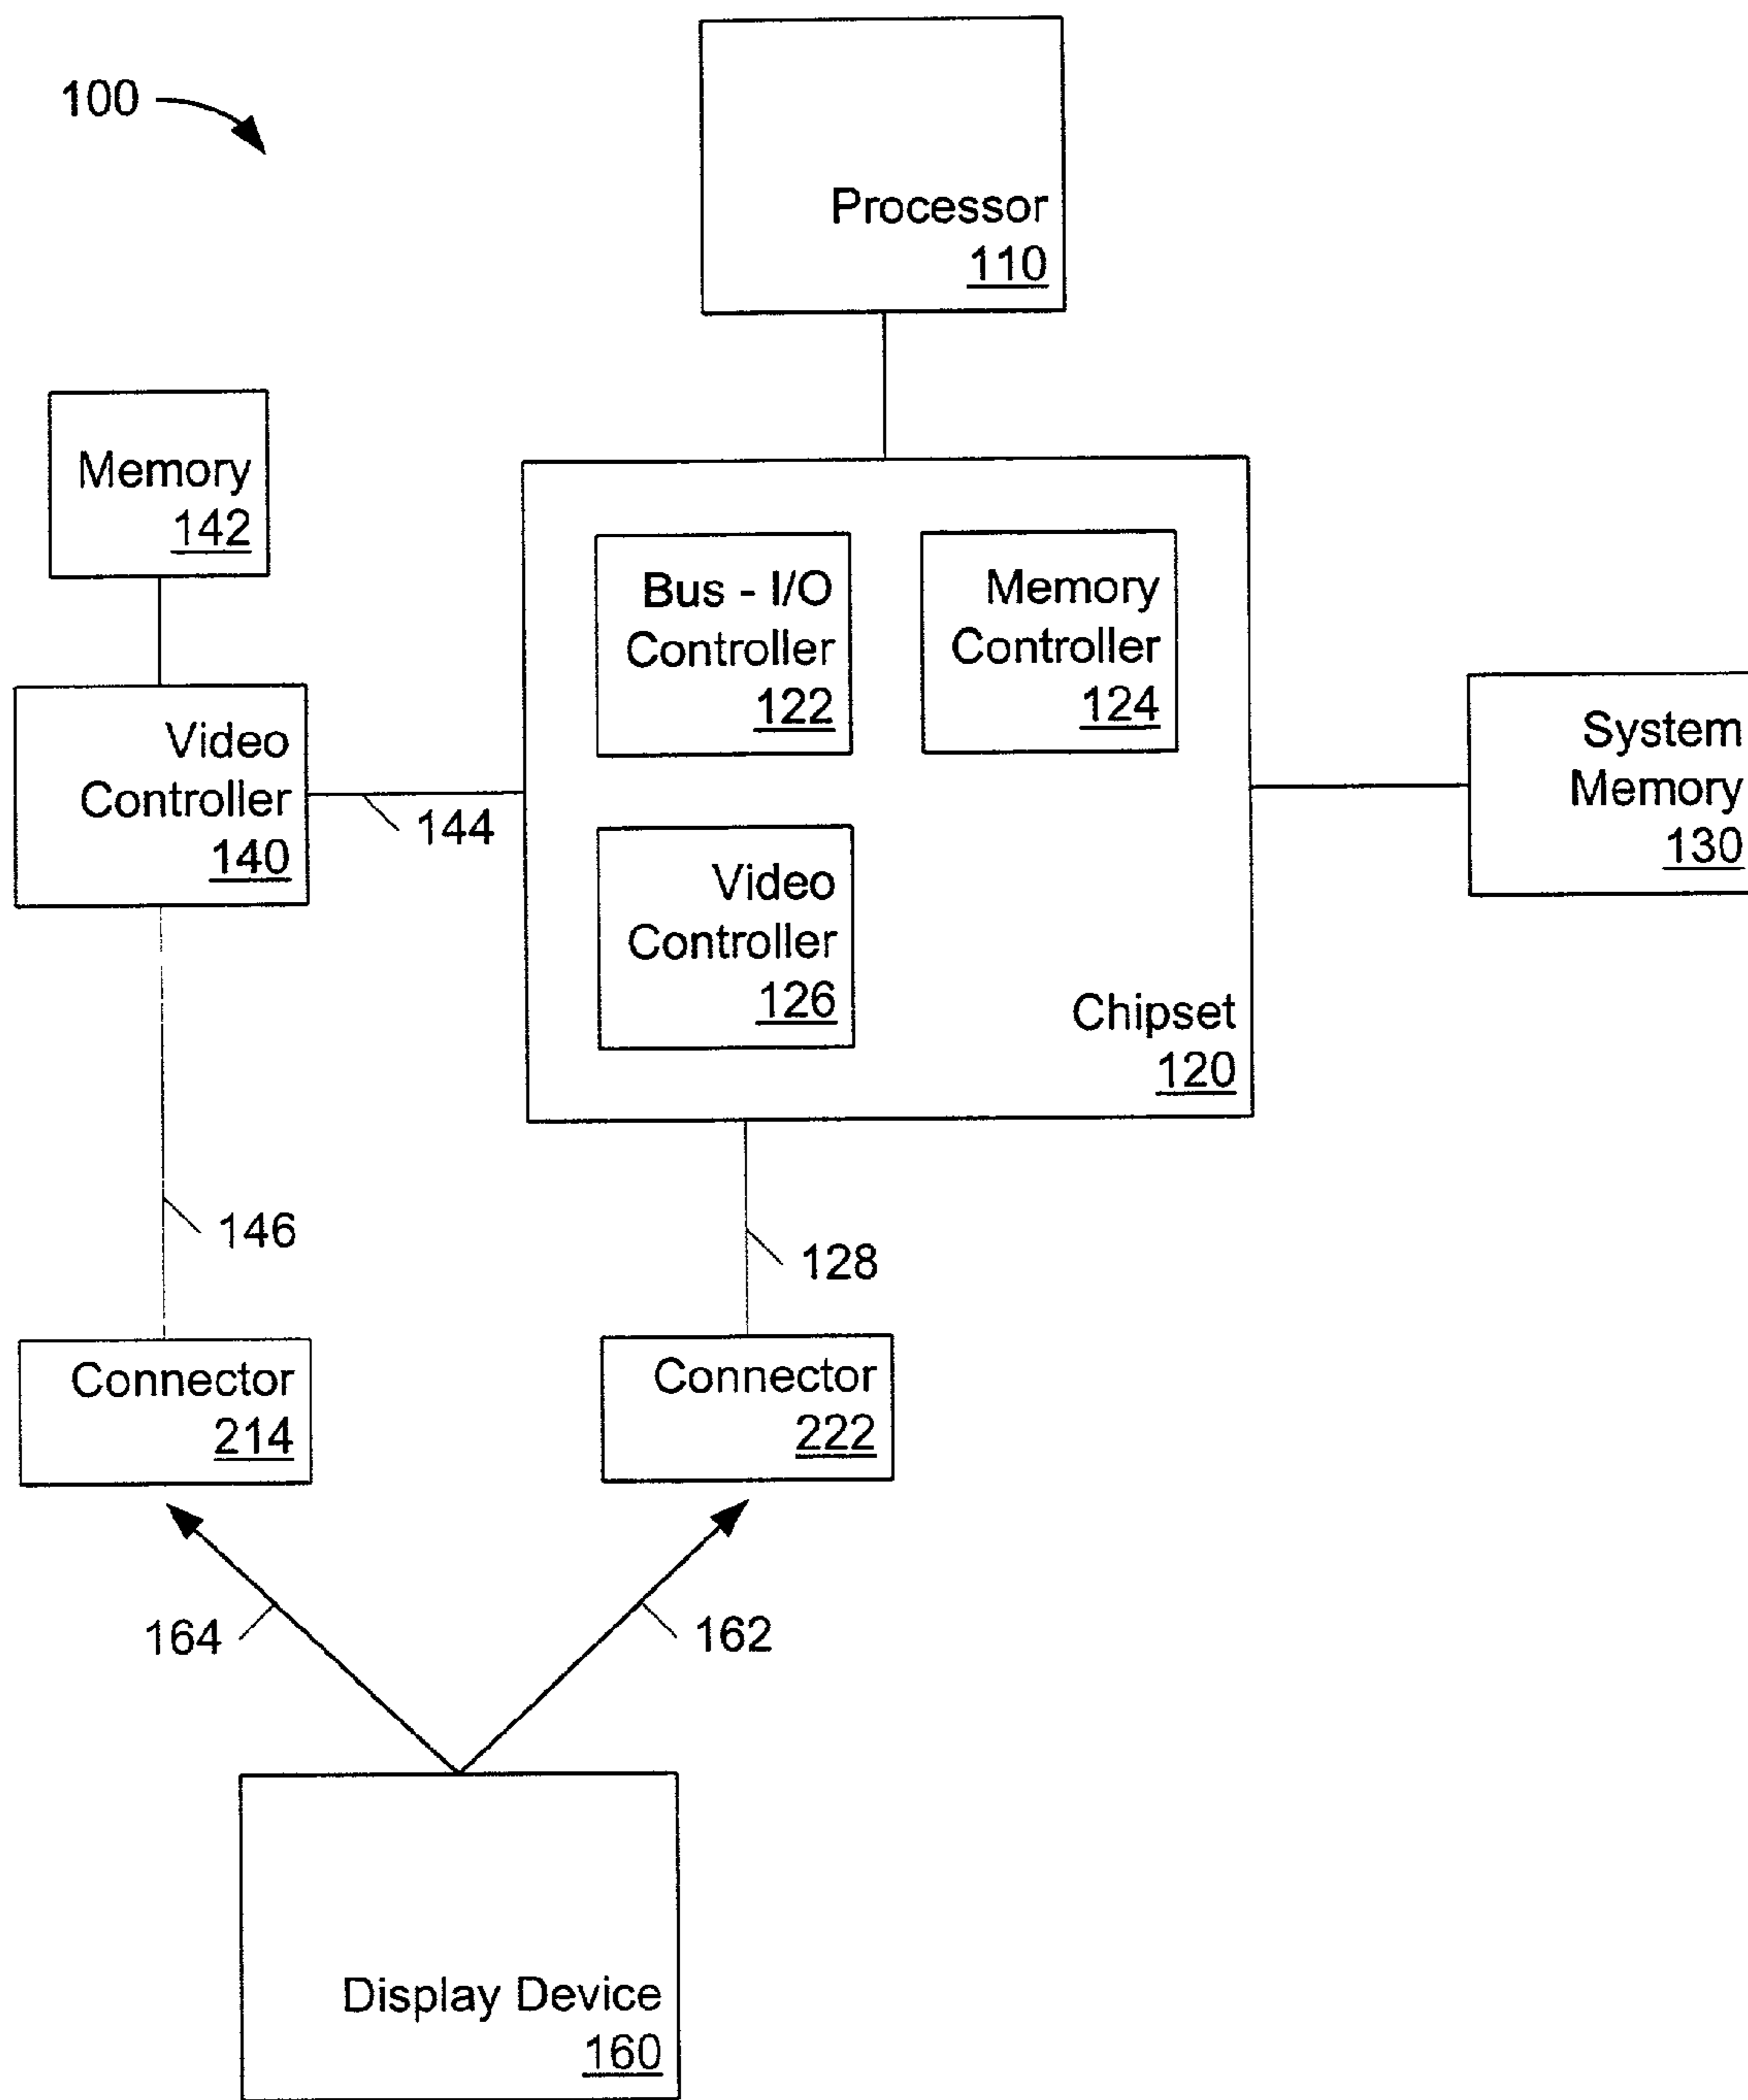 100
Processor
110
Memory
142
Bus - I/O
Controller
122
Memory
Controller
124
Video
Controller
140
144
System
Memory
130
Video
Controller
126
Chipset
120
146
128
Connector
214
Connector
222
164
162
Display Device
160